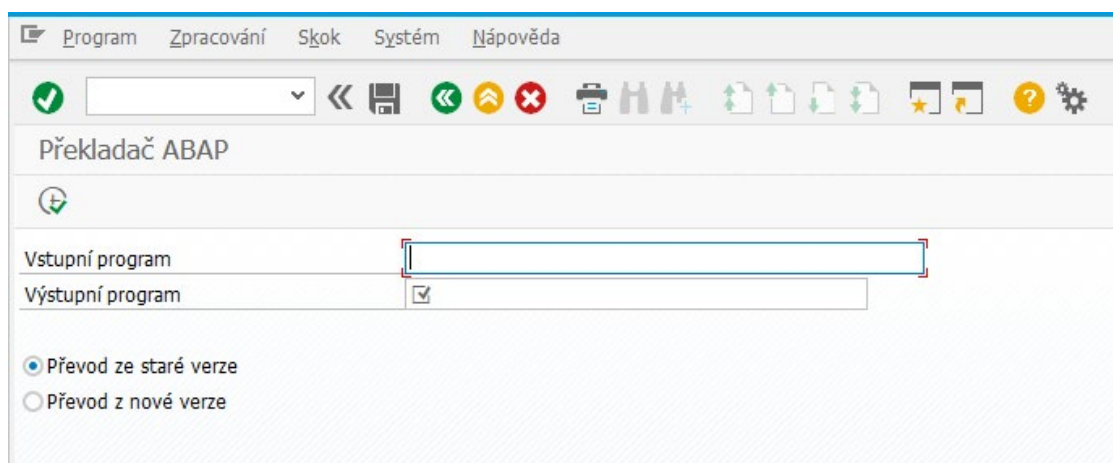 Program Zpracování Skok Systém Nápověda
Překladač ABAP
Vstupní program
Výstupní program
Převod ze staré verze
Převod z nové verze